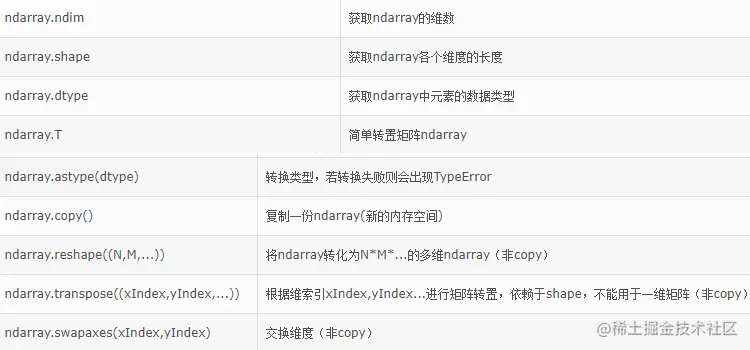 ndarray.ndim 获取ndarray的维数
ndarray.shape 获取ndarray各个维度的长度
ndarray.dtype 获取ndarray中元素的数据类型
ndarray.T 简单转置矩阵ndarray
ndarray.astype(dtype) 转换类型，若转换失败则会出现TypeError
ndarray.copy() 复制一份ndarray(新的内存空间)
ndarray.reshape((N,M,...)) 将ndarray转化为N*M*...的多维ndarray（非copy）
ndarray.transpose((xIndex,yIndex,...)) 根据维索引xIndex,yIndex...进行矩阵转置，依赖于shape，不能用于一维矩阵（非copy）
ndarray.swapaxes(xIndex,yIndex) 交换维度（非copy）
@稀土掘金技术社区